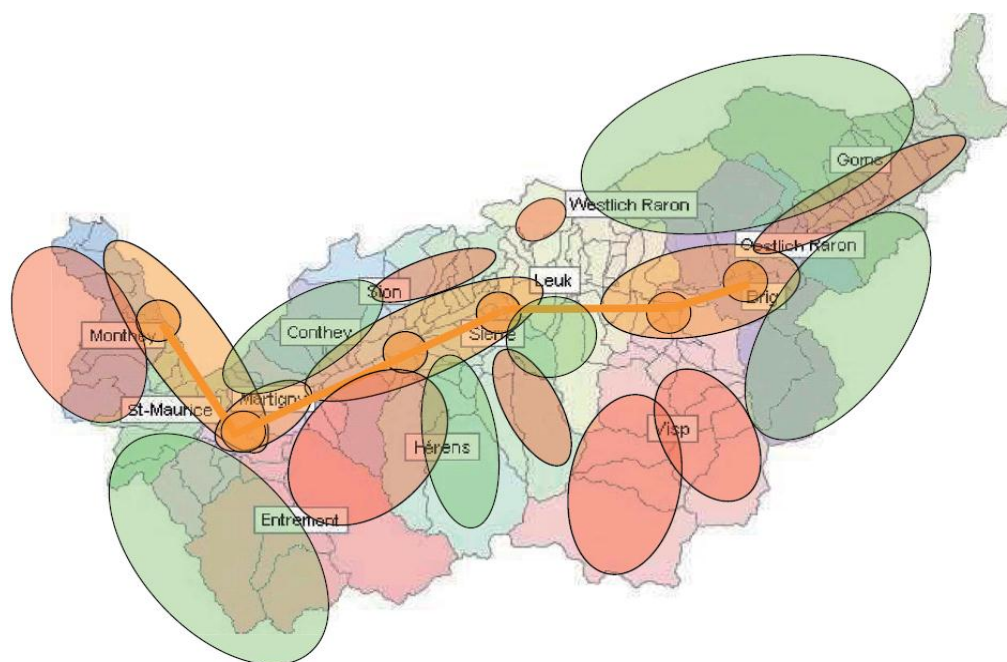 Goms
Westlich Raron
Oestlich Raron
Leuk
Sion
Brig
Conthey
Sierre
Monthey
Martigny
St-Maurice
Visp
Hérens
Entremont